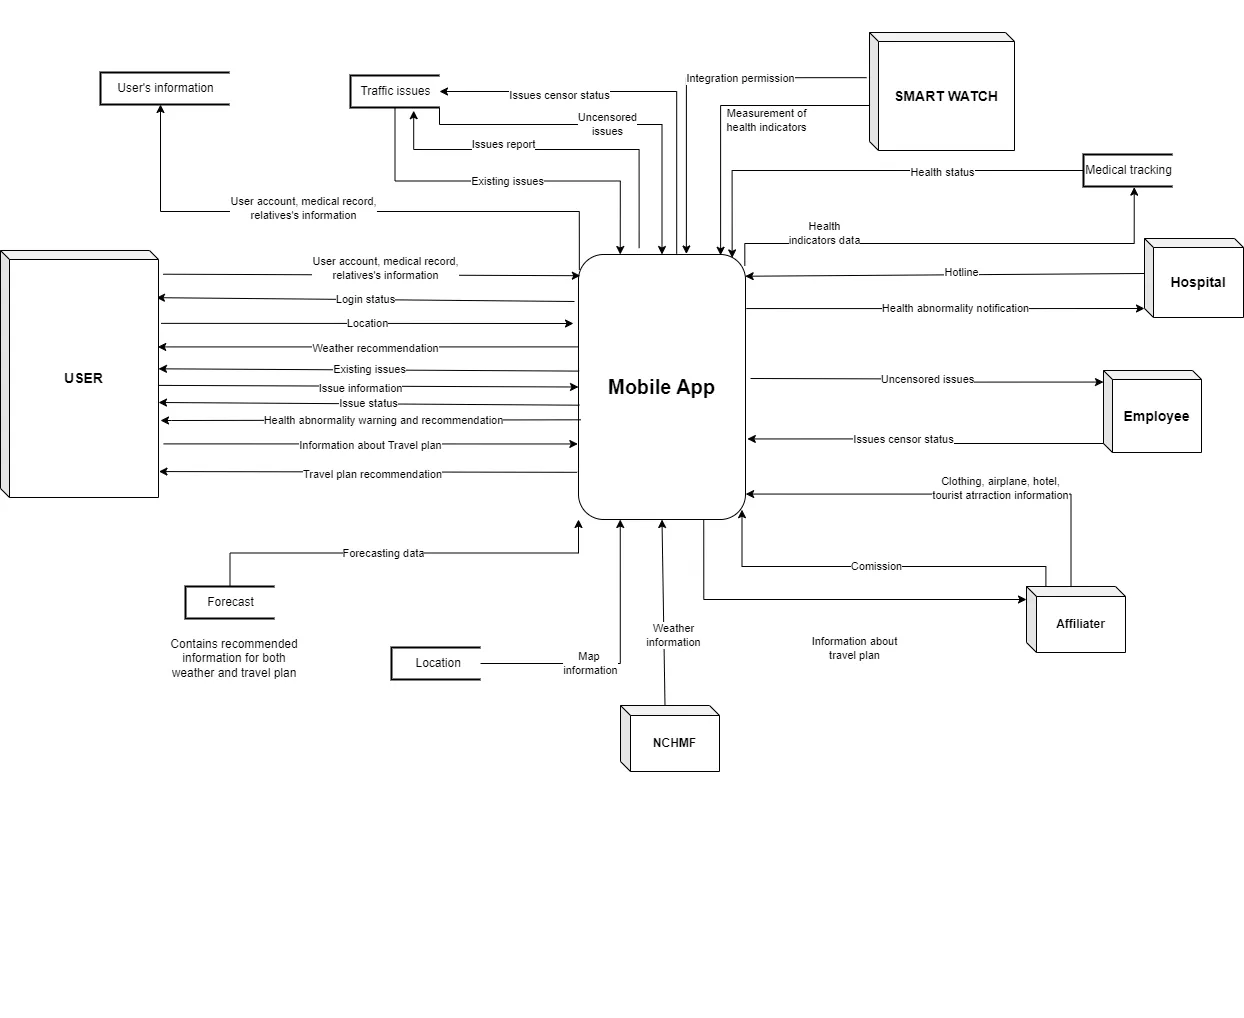 SMART WATCH
Integration permission
User's information
Traffic issues
Issues censor status
Measurement of
health indicators
Uncensored
issues
Issues report
Existing issues
Health status
Medical tracking
User account, medical record,
relatives's information
Health
indicators data
User account, medical record,
relatives's information
Hotline
Hospital
Login status
Health abnormality notification
Location
Weather recommendation
Existing issues
USER
Mobile App
Uncensored issues
Issue information
Issue status
Health abnormality warning and recommendation
Employee
Information about Travel plan
Issues censor status
Travel plan recommendation
Clothing, airplane, hotel,
tourist atrraction information
Forecasting data
Comission
Forecast
Affiliater
Contains recommended
information for both
weather and travel plan
Weather
information
Information about
travel plan
Location
Map
information
NCHMF